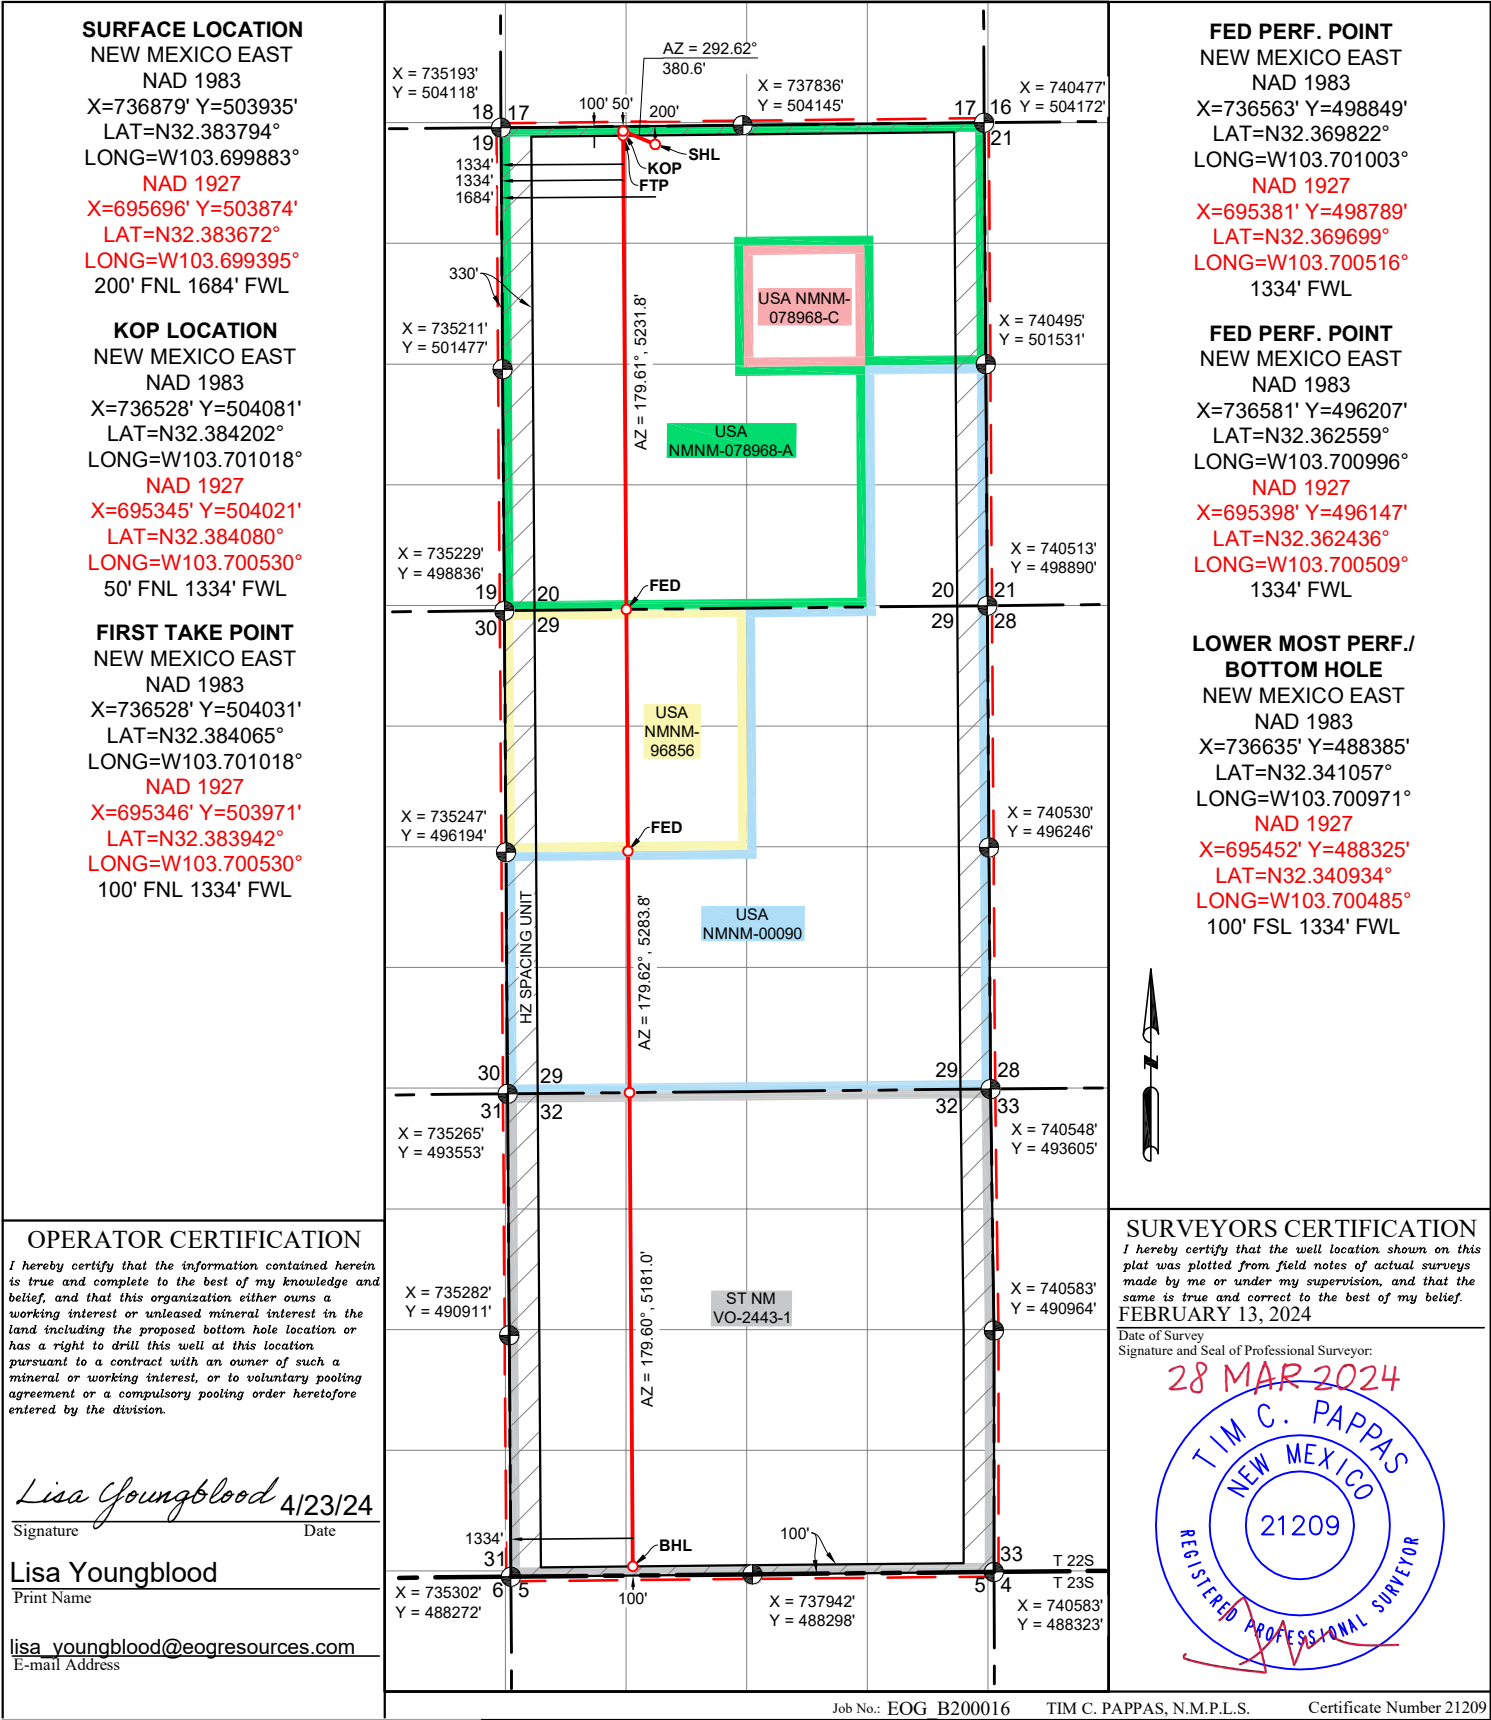 SURFACE LOCATION
NEW MEXICO EAST
NAD 1983
X=736879' Y=503935'
LAT=N32.383794°
LONG=W103.699883°
NAD 1927
X=695696' Y=503874'
LAT=N32.383672°
LONG=W103.699395°
200' FNL 1684' FWL
KOP LOCATION
NEW MEXICO EAST
NAD 1983
X=736528' Y=504081'
LAT=N32.384202°
LONG=W103.701018°
NAD 1927
X=695345' Y=504021'
LAT=N32.384080°
LONG=W103.700530°
50' FNL 1334' FWL
FIRST TAKE POINT
NEW MEXICO EAST
NAD 1983
X=736528' Y=504031'
LAT=N32.384065°
LONG=W103.701018°
NAD 1927
X=695346' Y=503971'
LAT=N32.383942°
LONG=W103.700530°
100' FNL 1334' FWL
OPERATOR CERTIFICATION
I hereby certify that the information contained herein
is true and complete to the best of my knowledge and
belief, and that this organization either owns a
working interest or unleased mineral interest in the
land including the proposed bottom hole location or
has a right to drill this well at this location
pursuant to a contract with an owner of such a
mineral or working interest, or to voluntary pooling
agreement or a compulsory pooling order heretofore
entered by the division.
Lisa Youngblood 4/23/24
Signature Date
Lisa Youngblood
Print Name
lisa_youngblood@eogresources.com
E-mail Address
AZ = 292.62°
380.6'
X = 735193'
Y = 504118'
X = 737836'
Y = 504145'
X = 740477'
Y = 504172'
18 17
100' 50' 200'
17 16
19
21
SHL
KOP
FTP
1334'
1334'
1684'
330'
USA NMNM-
078968-C
X = 735211'
Y = 501477'
X = 740495'
Y = 501531'
AZ = 179.61°, 5231.8'
USA
NMNM-078968-A
X = 735229'
Y = 498836'
X = 740513'
Y = 498890'
FED
19 20
20 21
30 29
29 28
USA
NMNM-
96856
X = 735247'
Y = 496194'
X = 740530'
Y = 496246'
FED
HZ SPACING UNIT
AZ = 179.62°, 5283.8'
USA
NMNM-00090
30 29
29 28
31 32
32 33
X = 735265'
Y = 493553'
X = 740548'
Y = 493605'
AZ = 179.60°, 5181.0'
ST NM
VO-2443-1
X = 735282'
Y = 490911'
X = 740583'
Y = 490964'
1334'
BHL
100'
31
33
T 22S
T 23S
6 5
5 4
100'
X = 735302'
Y = 488272'
X = 737942'
Y = 488298'
X = 740583'
Y = 488323'
FED PERF. POINT
NEW MEXICO EAST
NAD 1983
X=736563' Y=498849'
LAT=N32.369822°
LONG=W103.701003°
NAD 1927
X=695381' Y=498789'
LAT=N32.369699°
LONG=W103.700516°
1334' FWL
FED PERF. POINT
NEW MEXICO EAST
NAD 1983
X=736581' Y=496207'
LAT=N32.362559°
LONG=W103.700996°
NAD 1927
X=695398' Y=496147'
LAT=N32.362436°
LONG=W103.700509°
1334' FWL
LOWER MOST PERF./
BOTTOM HOLE
NEW MEXICO EAST
NAD 1983
X=736635' Y=488385'
LAT=N32.341057°
LONG=W103.700971°
NAD 1927
X=695452' Y=488325'
LAT=N32.340934°
LONG=W103.700485°
100' FSL 1334' FWL
N
SURVEYORS CERTIFICATION
I hereby certify that the well location shown on this
plat was plotted from field notes of actual surveys
made by me or under my supervision, and that the
same is true and correct to the best of my belief.
FEBRUARY 13, 2024
Date of Survey
Signature and Seal of Professional Surveyor:
28 MAR 2024
TIM C. PAPPAS
NEW MEXICO
21209
REGISTERED PROFESSIONAL SURVEYOR
Job No.: EOG_B200016 TIM C. PAPPAS, N.M.P.L.S. Certificate Number 21209